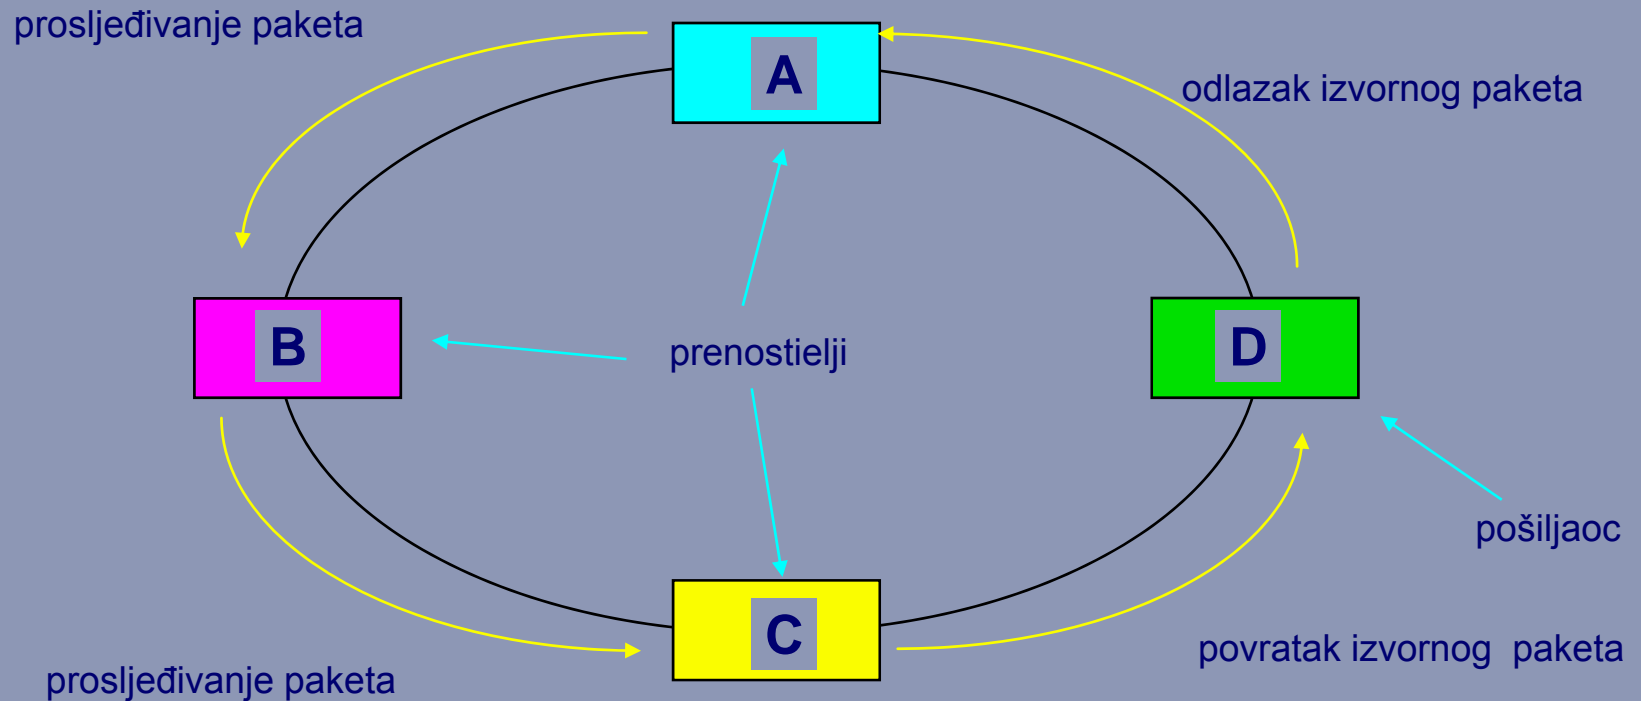 prosljeđivanje paketa
A
odlazak izvornog paketa
B
prenostielji
D
pošiljaoc
C
povratak izvornog  paketa
prosljeđivanje paketa